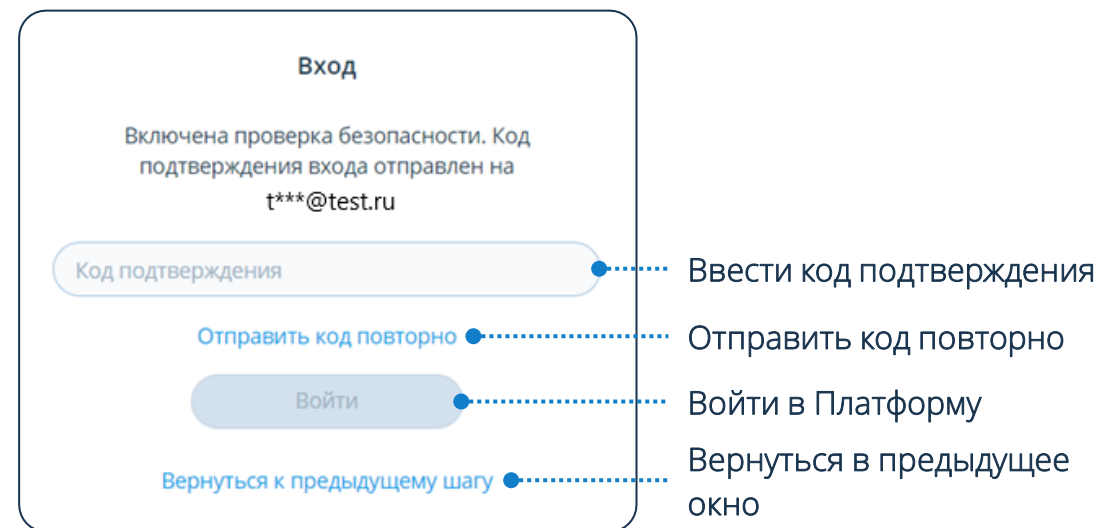 Вход
Включена проверка безопасности. Код
подтверждения входа отправлен на
t***@test.ru
Код подтверждения
Ввести код подтверждения
Отправить код повторно
Отправить код повторно
Войти
Войти в Платформу
Вернуться к предыдущему шагу
Вернуться в предыдущее
окно